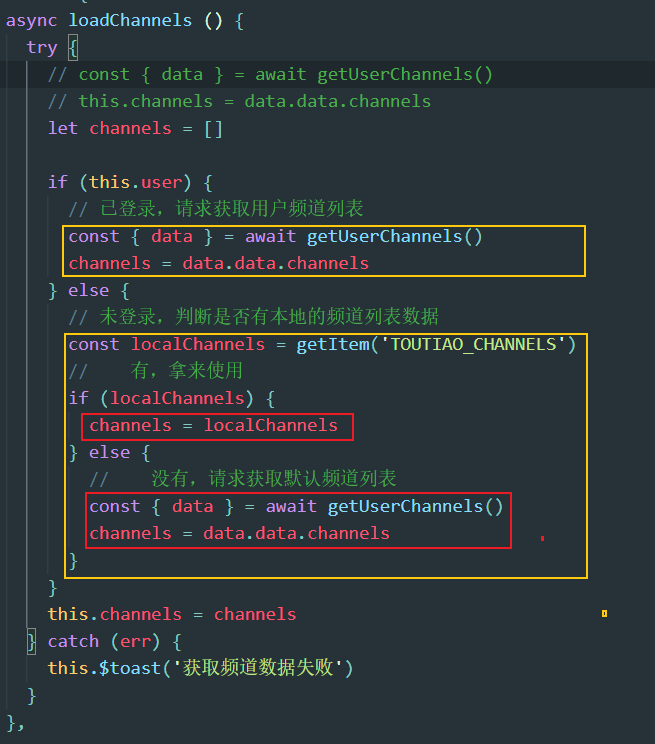 async loadChannels () {
try {
// const { data } = await getUserChannels()
// this.channels = data.data.channels
let channels = []
if (this.user) {
// 已登录，请求获取用户频道列表
const { data } = await getUserChannels()
channels = data.data.channels
} else {
// 未登录，判断是否有本地的频道列表数据
const localChannels = getItem('TOUTIAO_CHANNELS')
//    有，拿来使用
if (localChannels) {
channels = localChannels
} else {
//    没有，请求获取默认频道列表
const { data } = await getUserChannels()
channels = data.data.channels
}
}
this.channels = channels
} catch (err) {
this.$toast('获取频道数据失败')
}
},